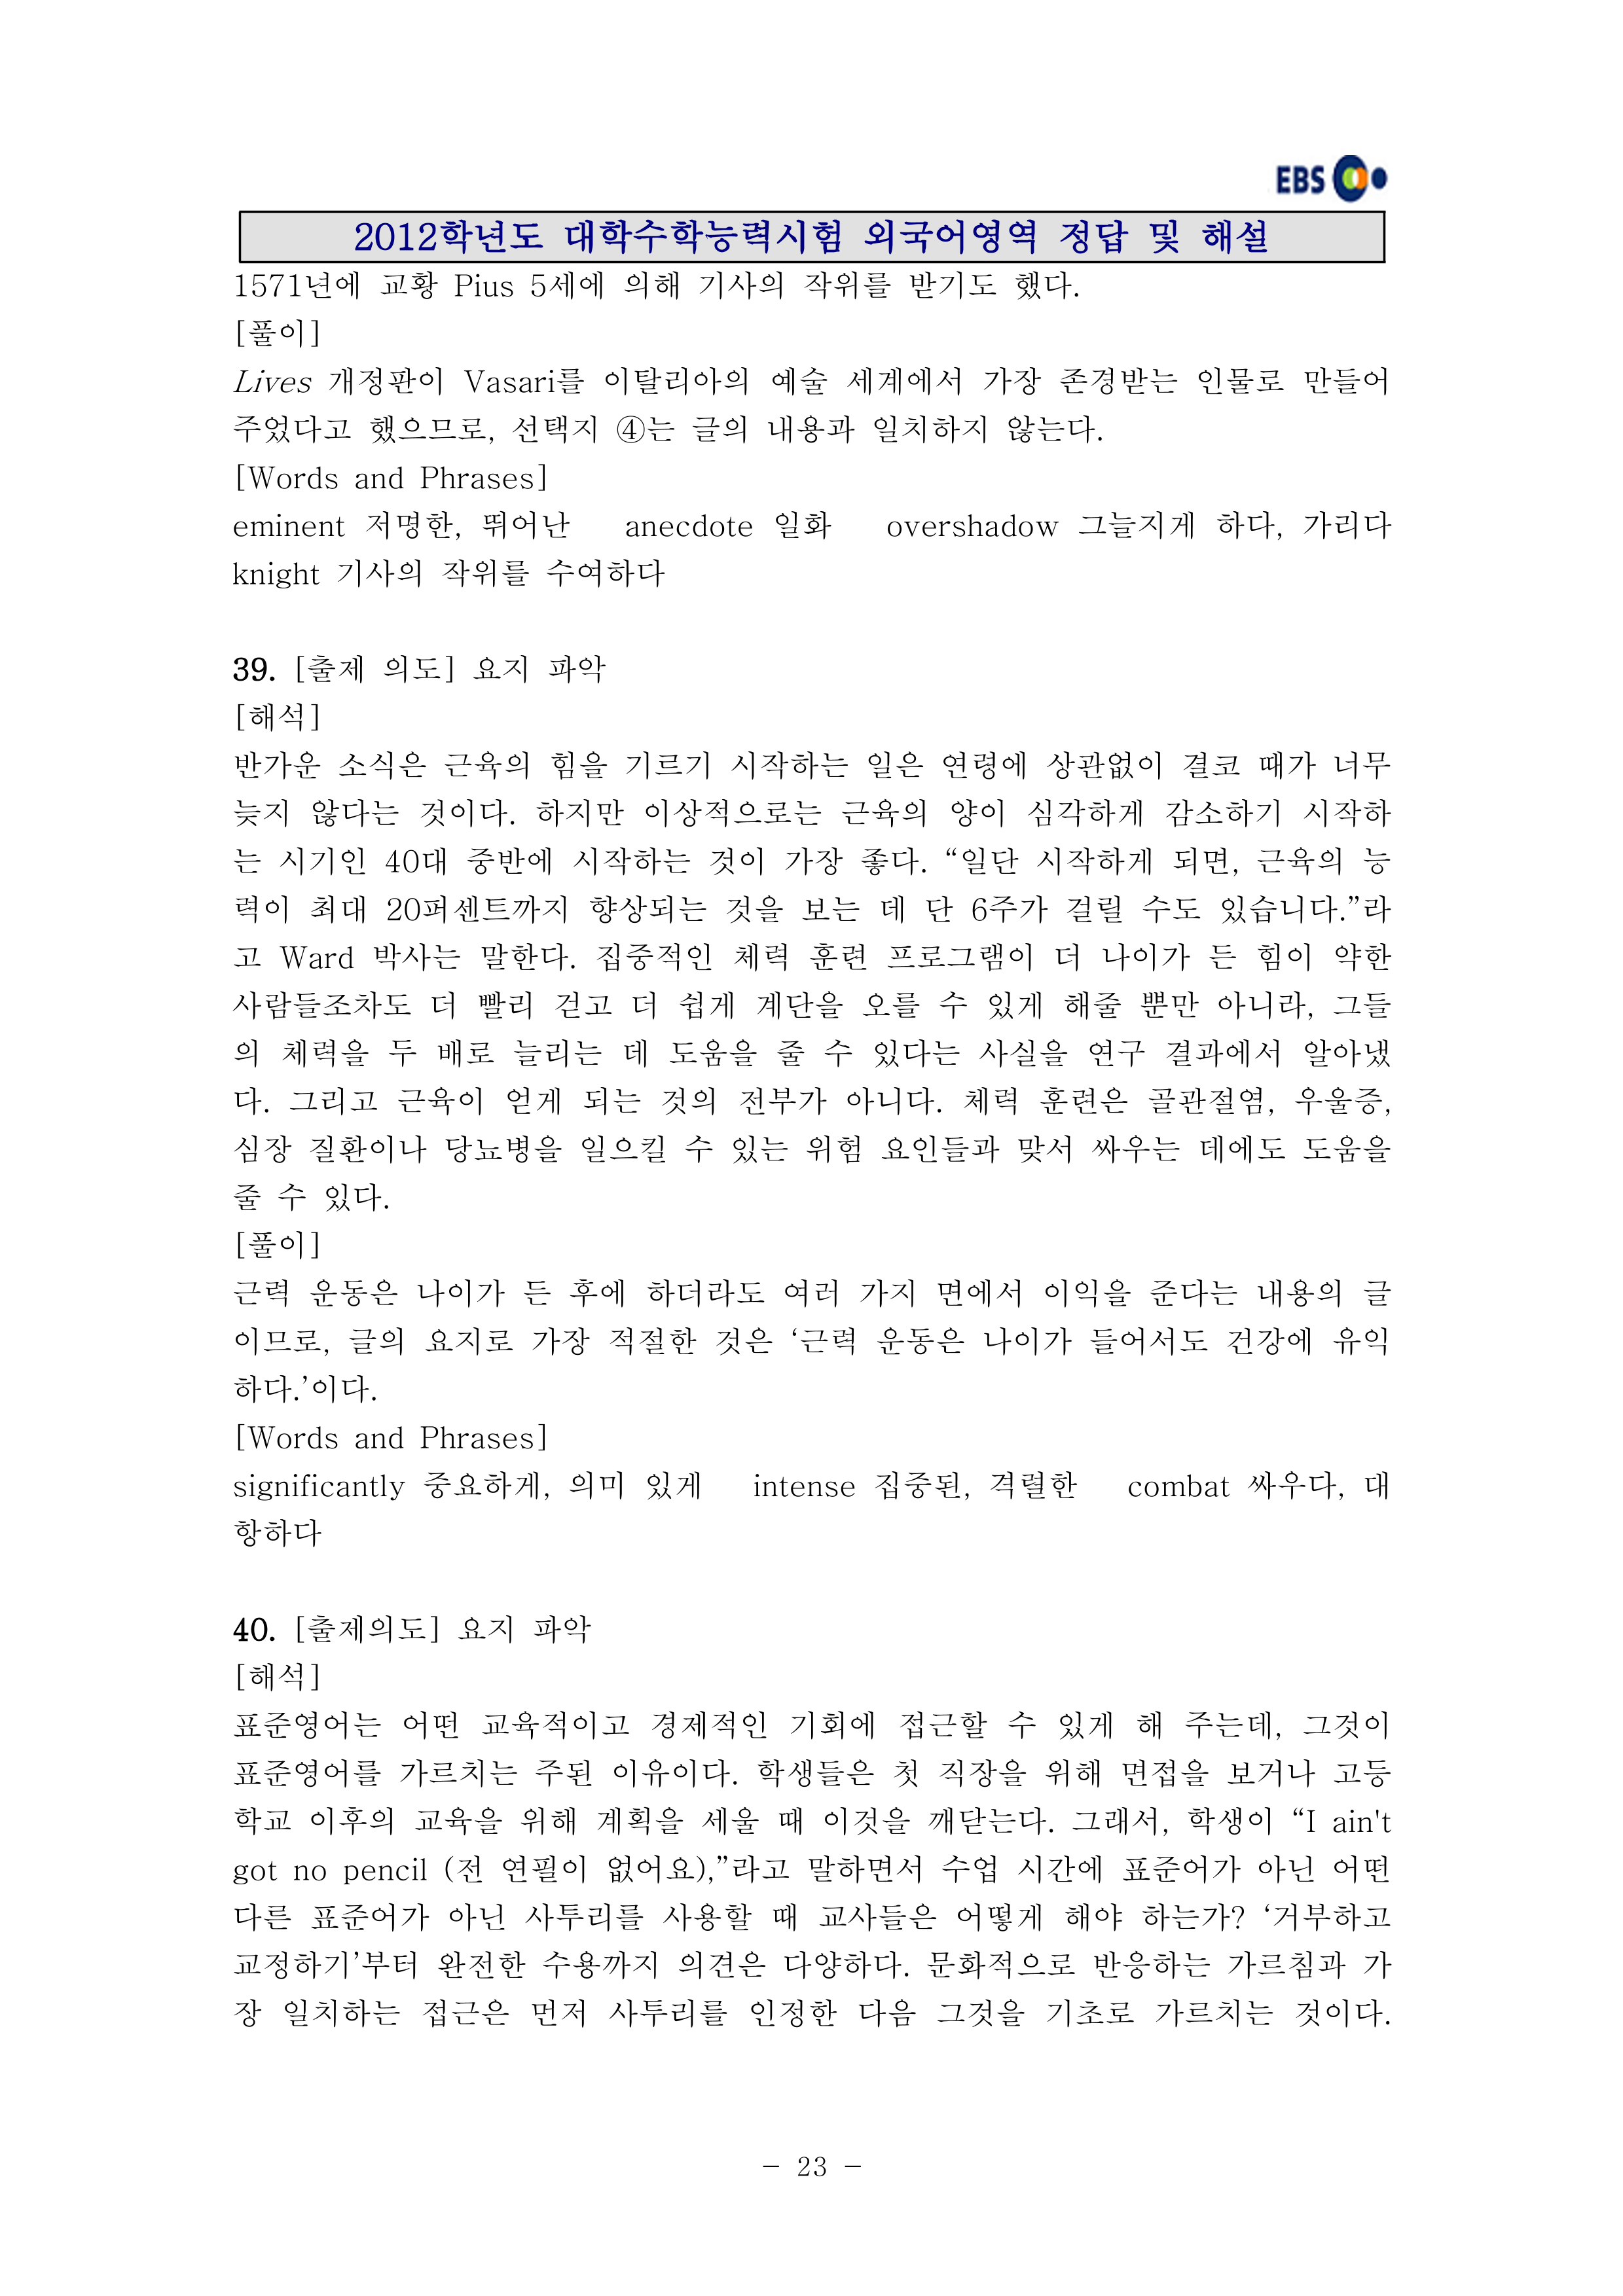 EBS
2012학년도 대학수학능력시험 외국어영역 정답 및 해설
1571년에 교황 Pius 5세에 의해 기사의 작위를 받기도 했다.
[풀이]
Lives 개정판이 Vasari를 이탈리아의 예술 세계에서 가장 존경받는 인물로 만들어
주었다고 했으므로, 선택지 ④는 글의 내용과 일치하지 않는다.
[Words and Phrases]
eminent 저명한, 뛰어난 anecdote 일화 overshadow 그늘지게 하다, 가리다
knight 기사의 작위를 수여하다
39. [출제 의도] 요지 파악
[해석]
반가운 소식은 근육의 힘을 기르기 시작하는 일은 연령에 상관없이 결코 때가 너무
늦지 않다는 것이다. 하지만 이상적으로는 근육의 양이 심각하게 감소하기 시작하
는 시기인 40대 중반에 시작하는 것이 가장 좋다. “일단 시작하게 되면, 근육의 능
력이 최대 20퍼센트까지 향상되는 것을 보는 데 단 6주가 걸릴 수도 있습니다.”라
고 Ward 박사는 말한다. 집중적인 체력 훈련 프로그램이 더 나이가 든 힘이 약한
사람들조차도 더 빨리 걷고 더 쉽게 계단을 오를 수 있게 해줄 뿐만 아니라, 그들
의 체력을 두 배로 늘리는 데 도움을 줄 수 있다는 사실을 연구 결과에서 알아냈
다. 그리고 근육이 얻게 되는 것의 전부가 아니다. 체력 훈련은 골관절염, 우울증,
심장 질환이나 당뇨병을 일으킬 수 있는 위험 요인들과 맞서 싸우는 데에도 도움을
줄 수 있다.
[풀이]
근력 운동은 나이가 든 후에 하더라도 여러 가지 면에서 이익을 준다는 내용의 글
이므로, 글의 요지로 가장 적절한 것은 ‘근력 운동은 나이가 들어서도 건강에 유익
하다.’이다.
[Words and Phrases]
significantly 중요하게, 의미 있게 intense 집중된, 격렬한 combat 싸우다, 대
항하다
40. [출제의도] 요지 파악
[해석]
표준영어는 어떤 교육적이고 경제적인 기회에 접근할 수 있게 해 주는데, 그것이
표준영어를 가르치는 주된 이유이다. 학생들은 첫 직장을 위해 면접을 보거나 고등
학교 이후의 교육을 위해 계획을 세울 때 이것을 깨닫는다. 그래서, 학생이 “I ain't
got no pencil (전 연필이 없어요),”라고 말하면서 수업 시간에 표준어가 아닌 어떤
다른 표준어가 아닌 사투리를 사용할 때 교사들은 어떻게 해야 하는가? ‘거부하고
교정하기’부터 완전한 수용까지 의견은 다양하다. 문화적으로 반응하는 가르침과 가
장 일치하는 접근은 먼저 사투리를 인정한 다음 그것을 기초로 가르치는 것이다.
- 23 -